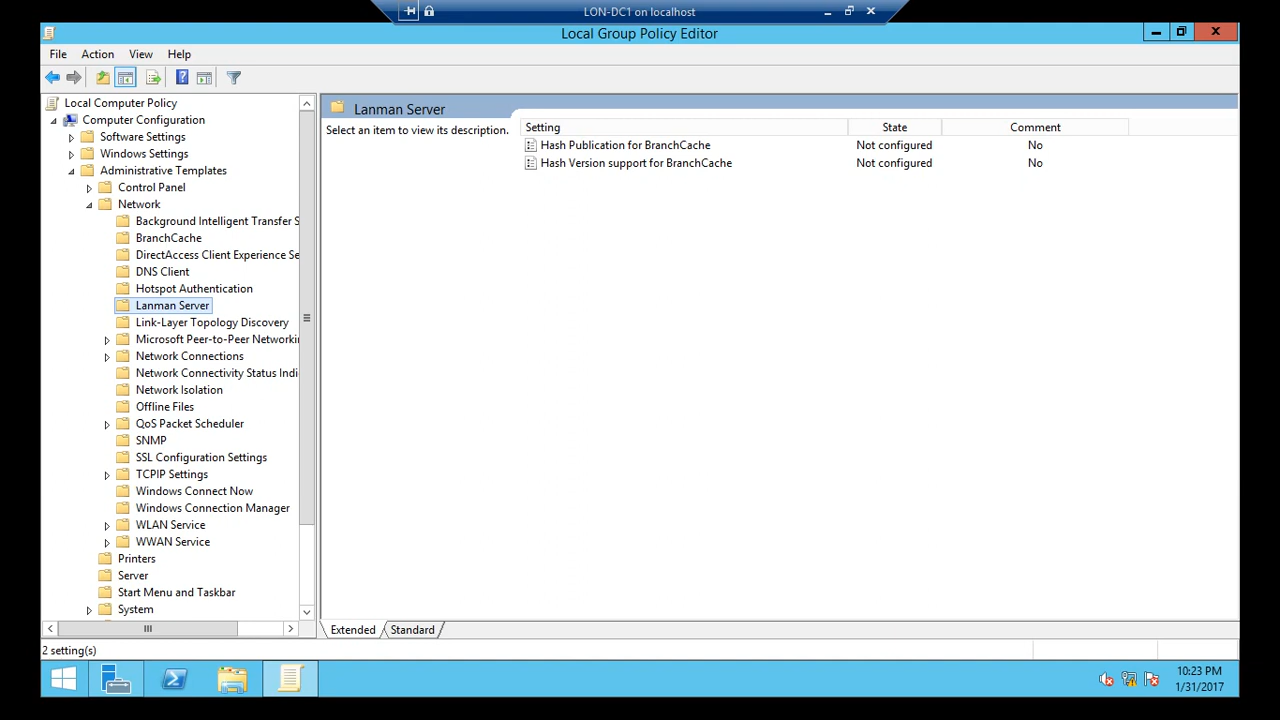 LON-DC1 on localhost
Local Group Policy Editor
File Action View Help
Local Computer Policy
Computer Configuration
Software Settings
Windows Settings
Administrative Templates
Control Panel
Network
Background Intelligent Transfer S
BranchCache
DirectAccess Client Experience Se
DNS Client
Hotspot Authentication
Lanman Server
Link-Layer Topology Discovery
Microsoft Peer-to-Peer Networki
Network Connections
Network Connectivity Status Indi
Network Isolation
Offline Files
QoS Packet Scheduler
SNMP
SSL Configuration Settings
TCPIP Settings
Windows Connect Now
Windows Connection Manager
WLAN Service
WWAN Service
Printers
Server
Start Menu and Taskbar
System
Lanman Server
Select an item to view its description.
Setting State Comment
Hash Publication for BranchCache Not configured No
Hash Version support for BranchCache Not configured No
Extended Standard
2 setting(s)
10:23 PM
1/31/2017